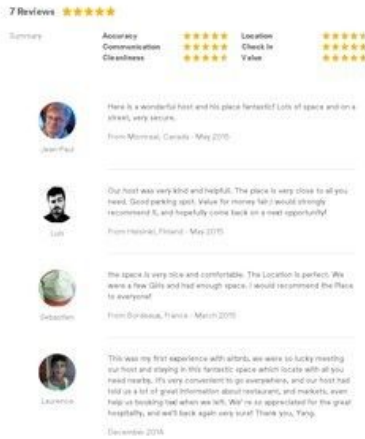 7 Reviews
Summary
Accuracy
Location
Communication
Check In
Cleanliness
Value
Here is a wonderful host and his place fantastic! Lots of space and on a
street, very secure.
From Montreal, Canada - May 2015
Jean-Paul
Our host was very kind and helpfull. The place is very close to all you
need. Good parking spot. Value for money fair,I would strongly
recommend it, and hopefully come back on a next opportunity!
From Helsinki, Finland - May 2015
Luis
the space is very nice and comfortable. The Location is perfect. We
were a few and had enough space. I would recommend the Place
to everyone!
From Bordeaux, France - March 2015
Sebastien
This was my first experience with airbnb, we were so lucky meeting
our host and staying in this fantastic space which locate with all you
need nearby. It's very convenient to go everywhere, and our host had
told us a lot of great information about restaurant, and markets, even
help us booking taxi when we left. We're so appreciated for the great
hospitality, and we'll back again very sure! Thank you, Yang.
December 2014
Laurence